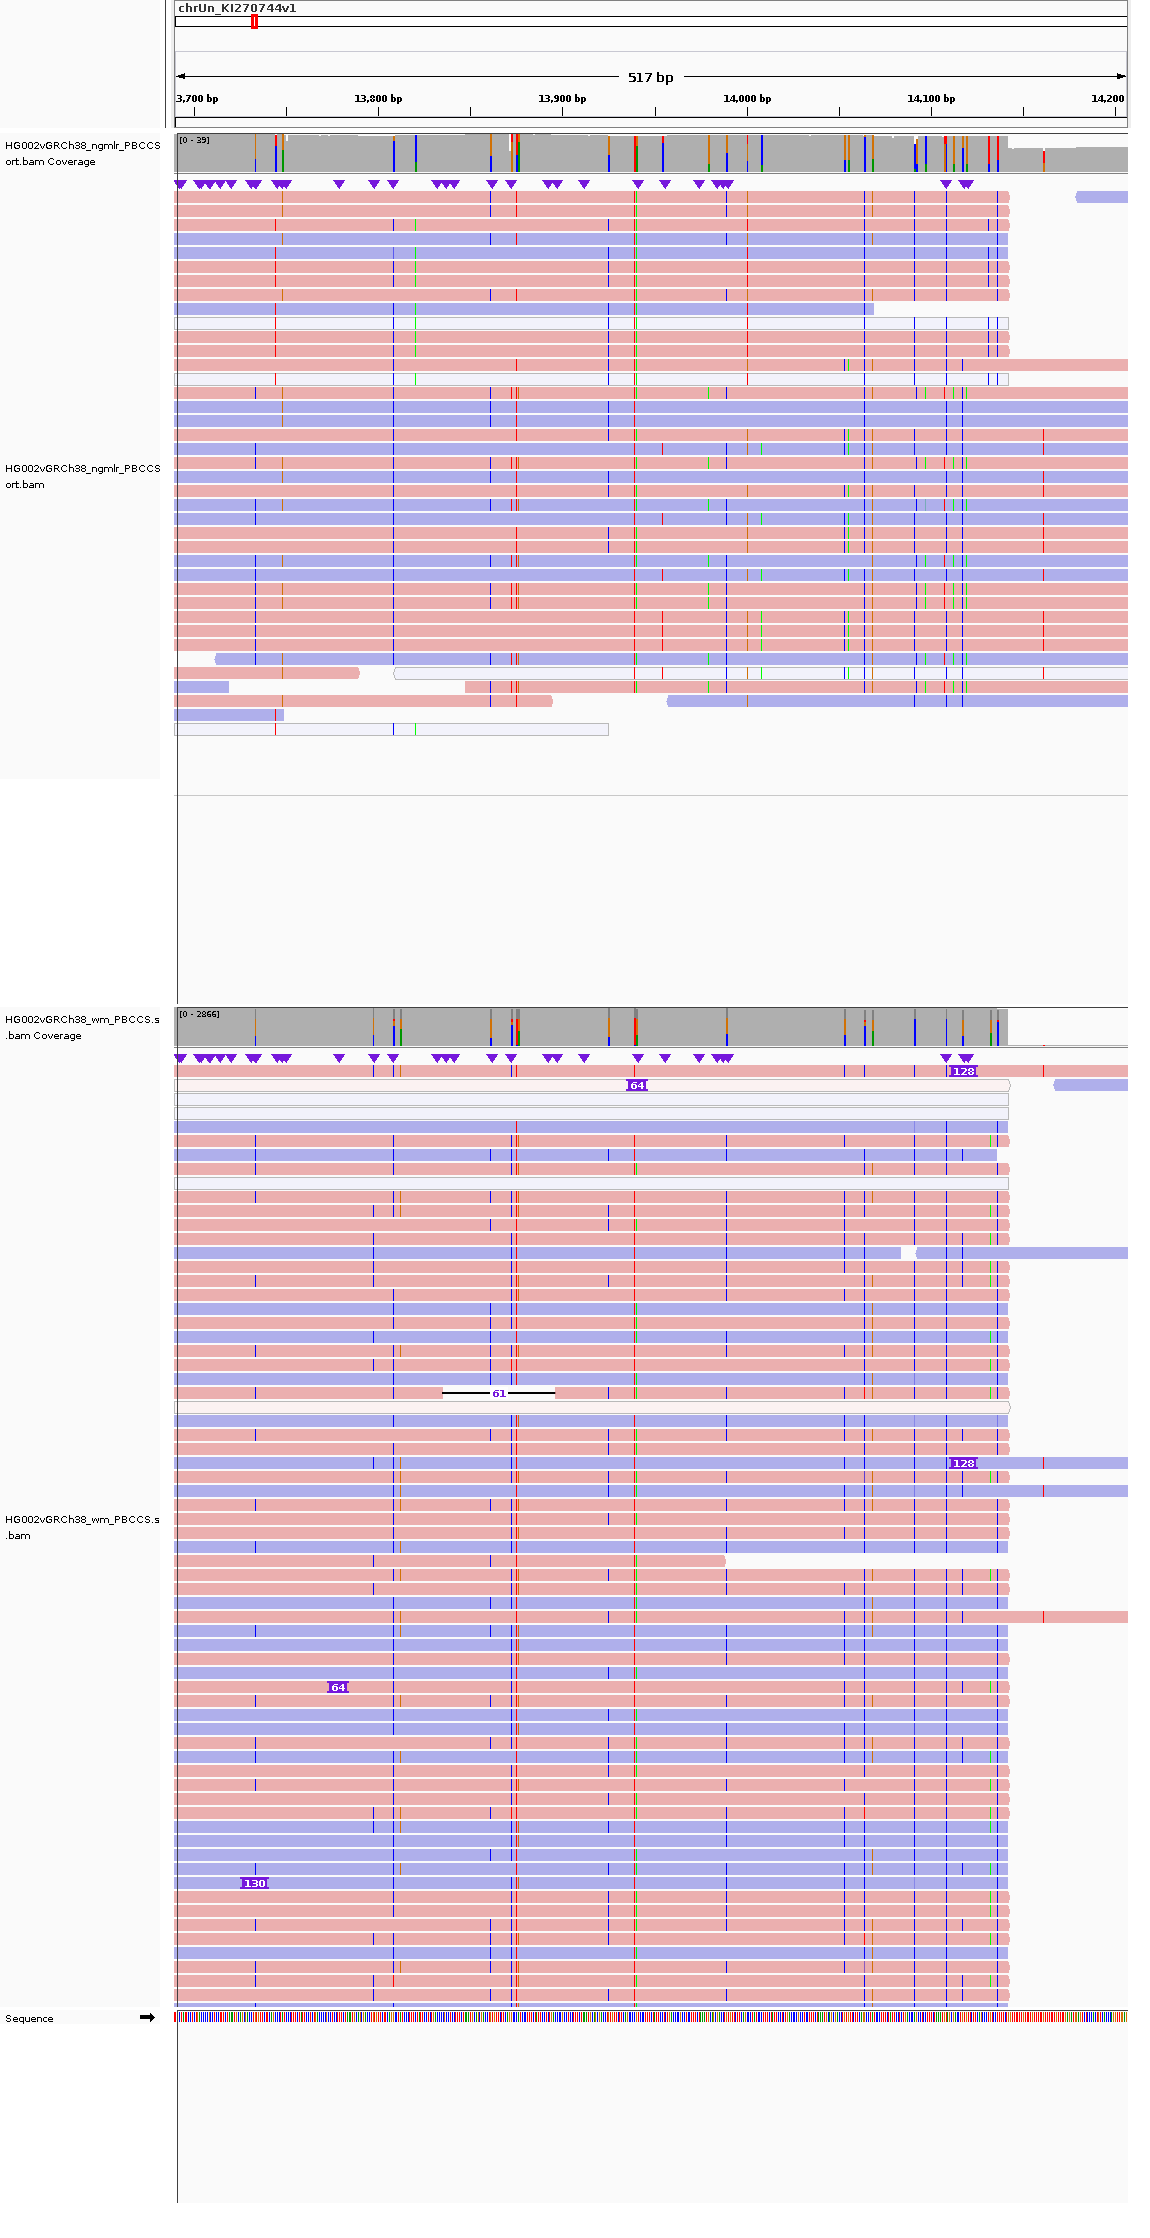 chrUn_KI270744v1
517 bp
3,700 bp 13,800 bp 13,900 bp 14,000 bp 14,100 bp 14,200
HG002vGRCh38_ngmlr_PBCCS
ort.bam Coverage
[0 - 39]
HG002vGRCh38_ngmlr_PBCCS
ort.bam
HG002vGRCh38_wm_PBCCS.s
.bam Coverage
[0 - 2866]
128
64
61
128
HG002vGRCh38_wm_PBCCS.s
.bam
64
130
Sequence